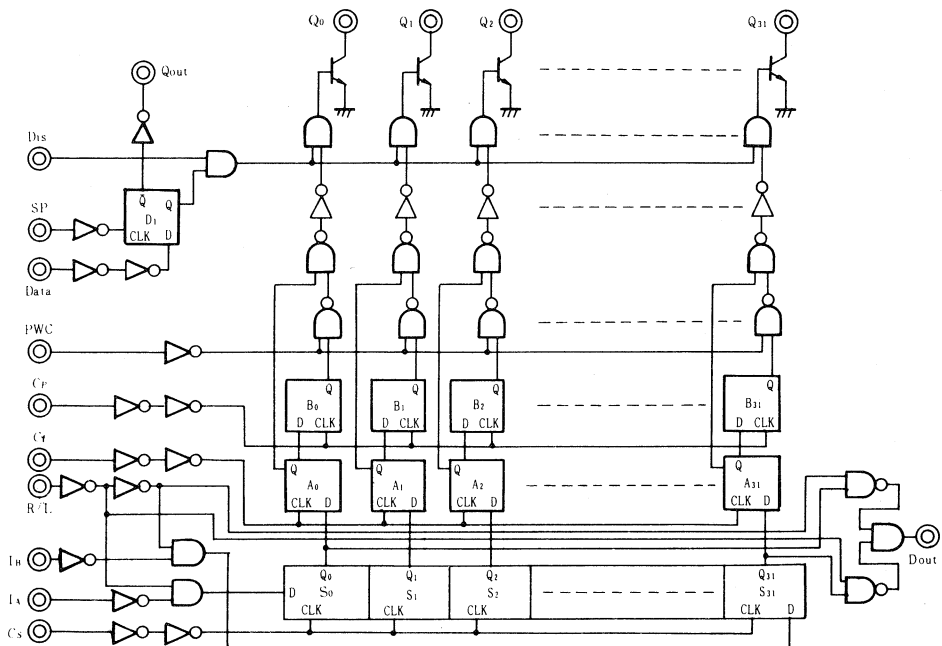 Q0 Q1 Q2 Q31
Qout
Dis
Q̄ Q
SP
D1
CLK D
Data
PWC
Q Q Q Q
CP
B0 B1 B2 B31
D CLK D CLK D CLK D CLK
Cf
Q Q Q Q
A0 A1 A2 A31
R/L
CLK D CLK D CLK D CLK D
IB
Dout
Q0 Q1 Q2 Q31
D S0 S1 S2 S31
IA
CLK CLK CLK CLK D
CS